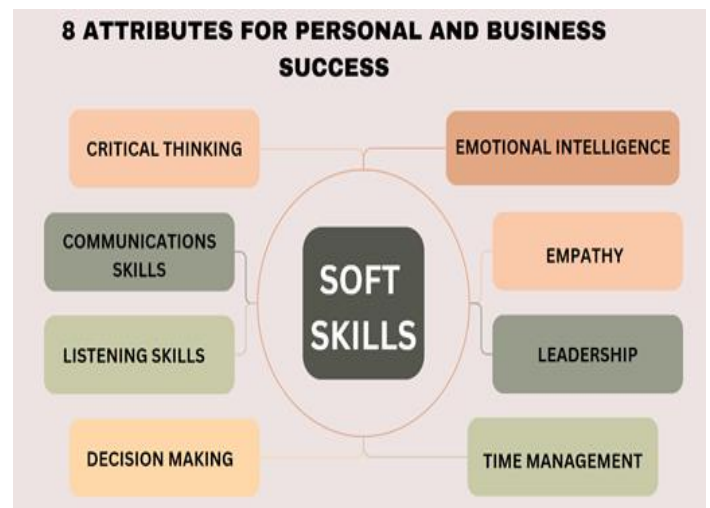 8 ATTRIBUTES FOR PERSONAL AND BUSINESS
SUCCESS
CRITICAL THINKING
EMOTIONAL INTELLIGENCE
COMMUNICATIONS
SKILLS
EMPATHY
SOFT
SKILLS
LISTENING SKILLS
LEADERSHIP
DECISION MAKING
TIME MANAGEMENT